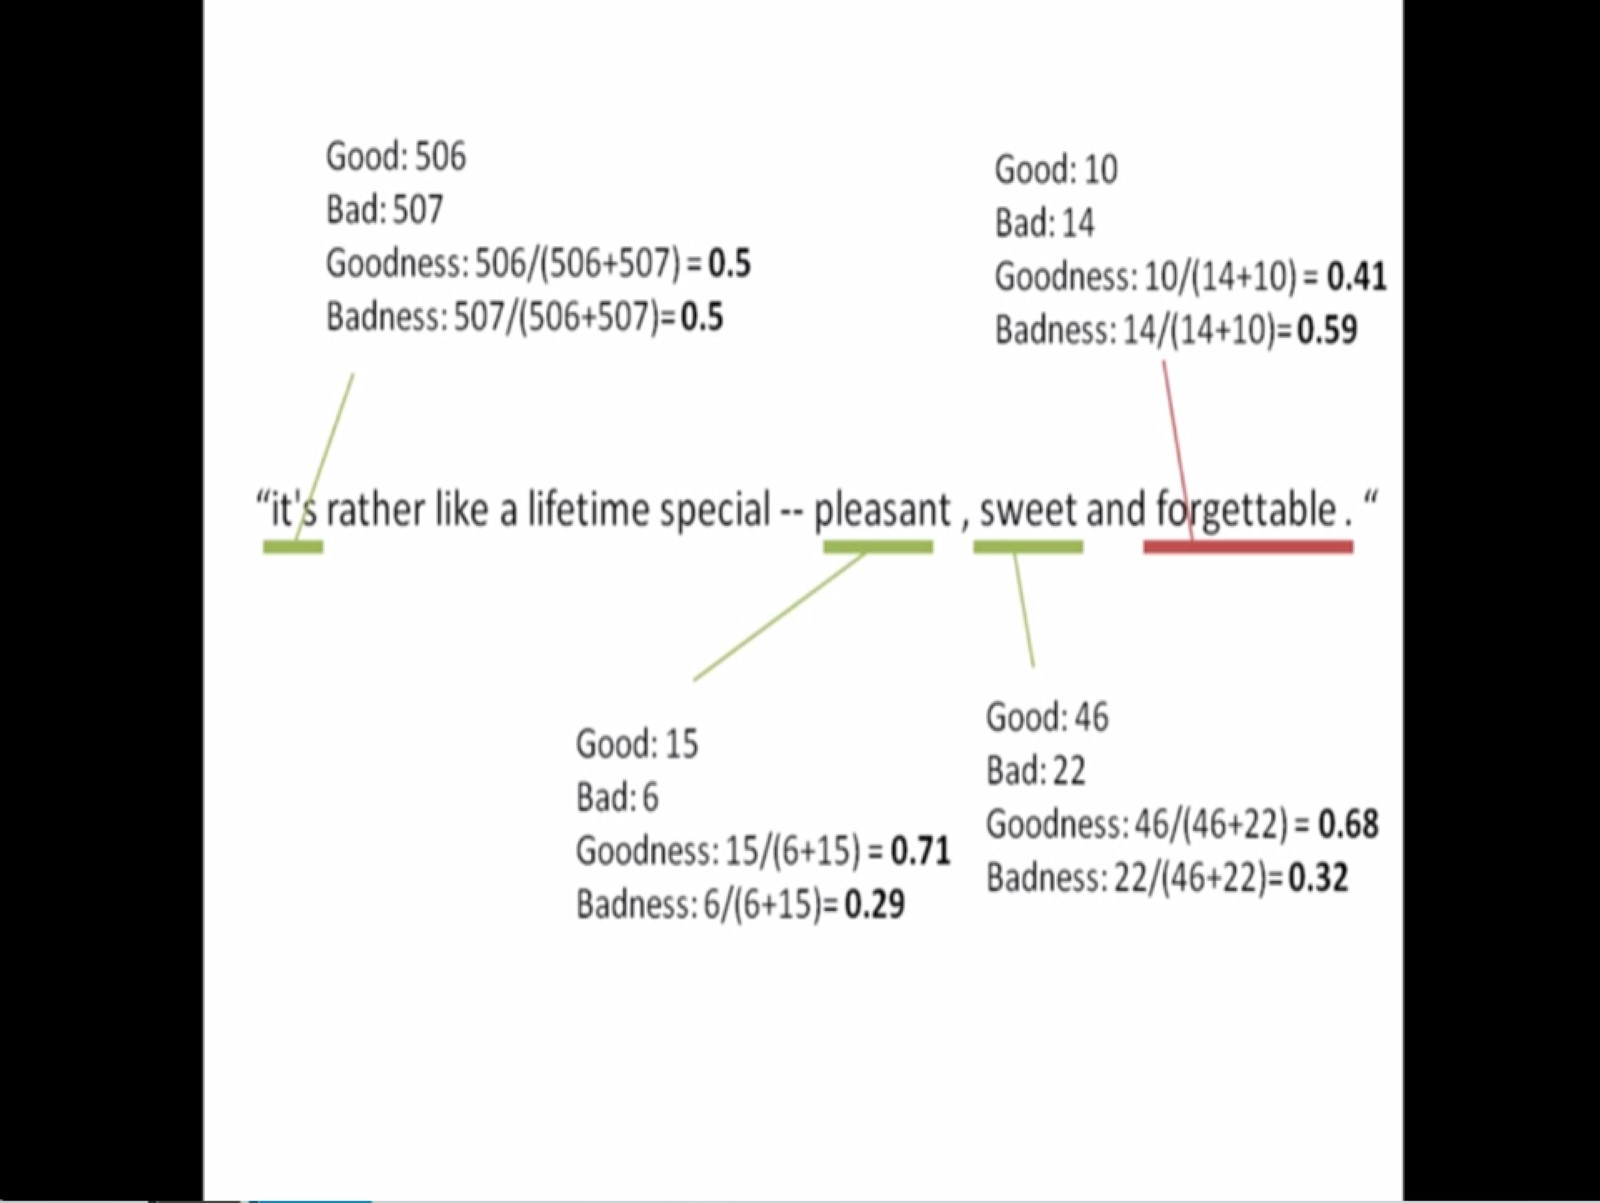 Good: 506
Bad: 507
Goodness: 506/(506+507) = 0.5
Badness: 507/(506+507)= 0.5
Good: 10
Bad: 14
Goodness: 10/(14+10) = 0.41
Badness: 14/(14+10)= 0.59
“it's rather like a lifetime special -- pleasant , sweet and forgettable . “
Good: 15
Bad: 6
Goodness: 15/(6+15) = 0.71
Badness: 6/(6+15)= 0.29
Good: 46
Bad: 22
Goodness: 46/(46+22) = 0.68
Badness: 22/(46+22)= 0.32